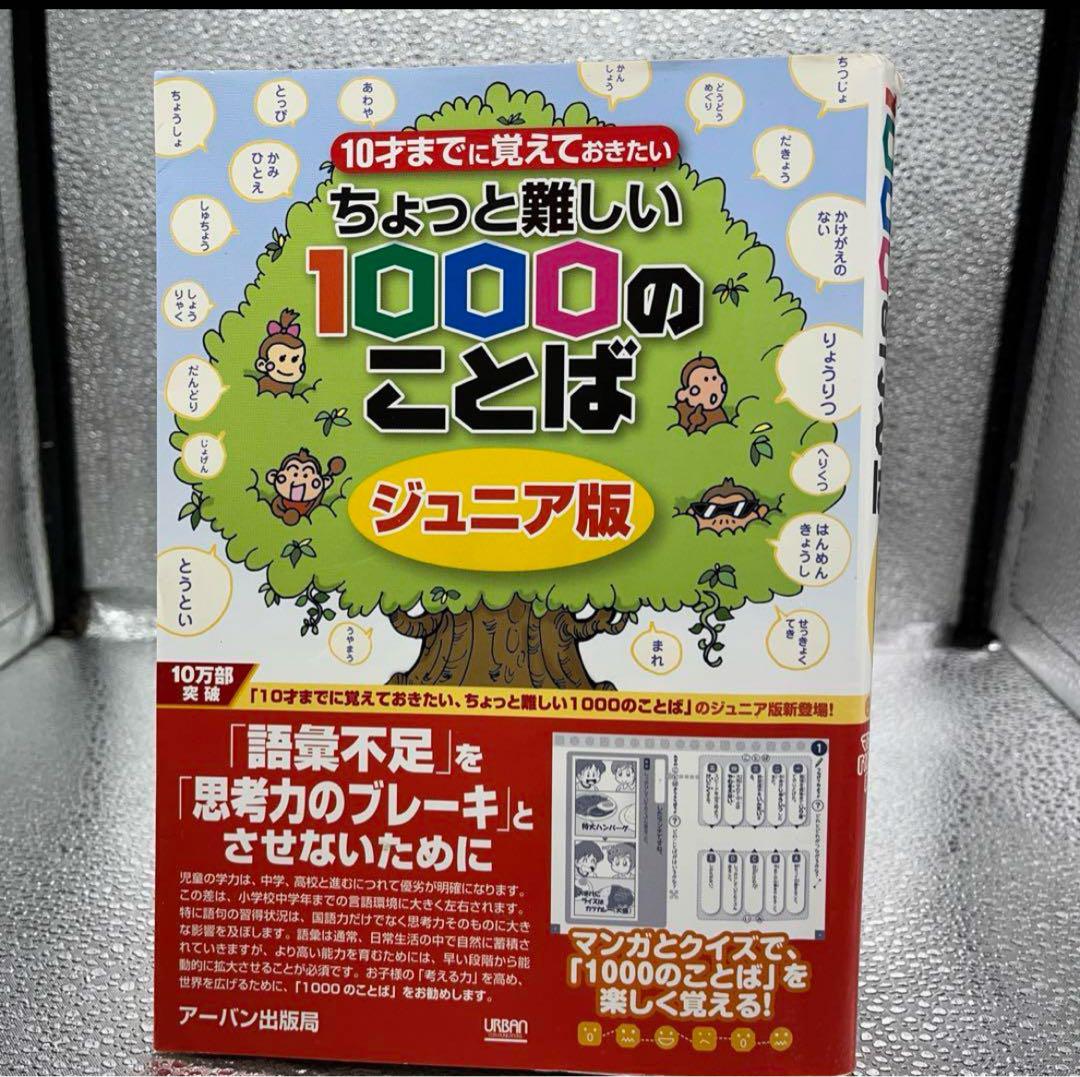 10才までに覚えておきたい
ちょっと難しい
1000の
ことば
ジュニア版
ちょうしょ
とっぴ
あわや
かん
しょう
どうどう
めぐり
ちつじょ
かみ
ひとえ
だきょう
しゅちょう
かけがえの
ない
しょう
りゃく
りょうりつ
だんどり
じょげん
へりくつ
はんめん
きょうし
とうとい
うやまう
まれ
せっきょく
てき
10万部
突破
「10才までに覚えておきたい、ちょっと難しい1000のことば」のジュニア版新登場!
「語彙不足」を
「思考力のブレーキ」と
させないために
児童の学力は、中学、高校と進むにつれて優劣が明確になります。
この差は、小学校中学年までの言語環境に大きく左右されます。
特に語句の習得状況は、国語力だけでなく思考力そのものに大き
な影響を及ぼします。語彙は通常、日常生活の中で自然に蓄積さ
れていきますが、より高い能力を育むためには、早い段階から能
動的に拡大させることが必須です。お子様の「考える力」を高め、
世界を広げるために、「1000のことば」をお勧めします。
アーバン出版局
URBAN
1
特大ハンバーグ
ライスは
カツカレー(大盛)
マンガとクイズで、
「1000のことば」を
楽しく覚える!